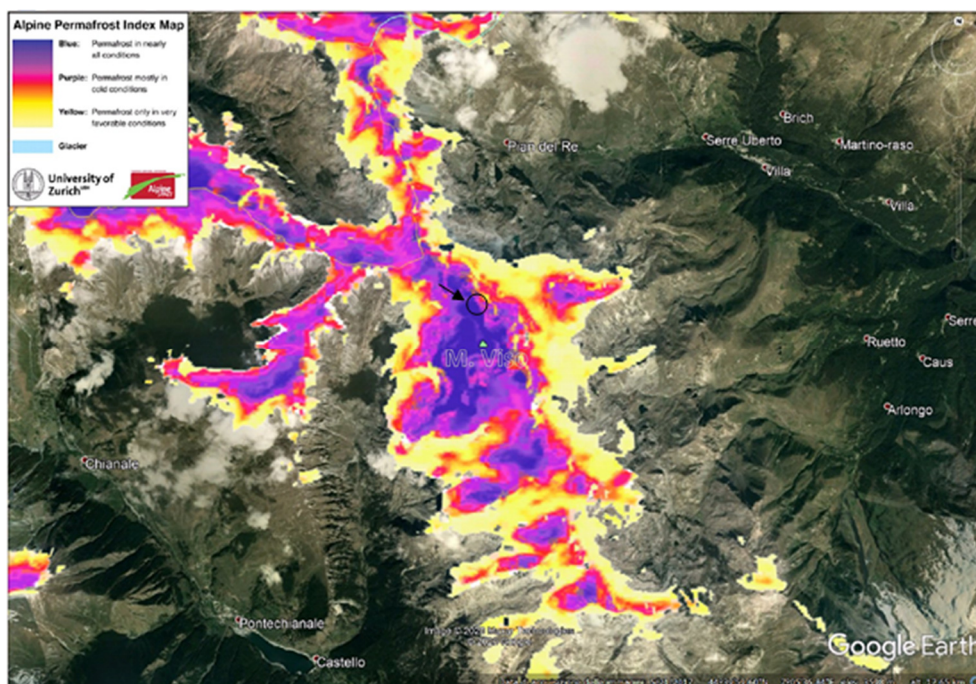 Alpine Permafrost Index Map
Blue: Permafrost in nearly
all conditions
Purple: Permafrost mostly in
cold conditions
Yellow: Permafrost only in very
favorable conditions
Glacier
University of
Zurich
Alpine
Brich
Pian del Re
Serre Uberto
Martino-raso
Villa
Villa
Serre
Ruetto
M. Viso
Caus
Arlongo
Chianale
Pontechianale
Castello
Google Earth